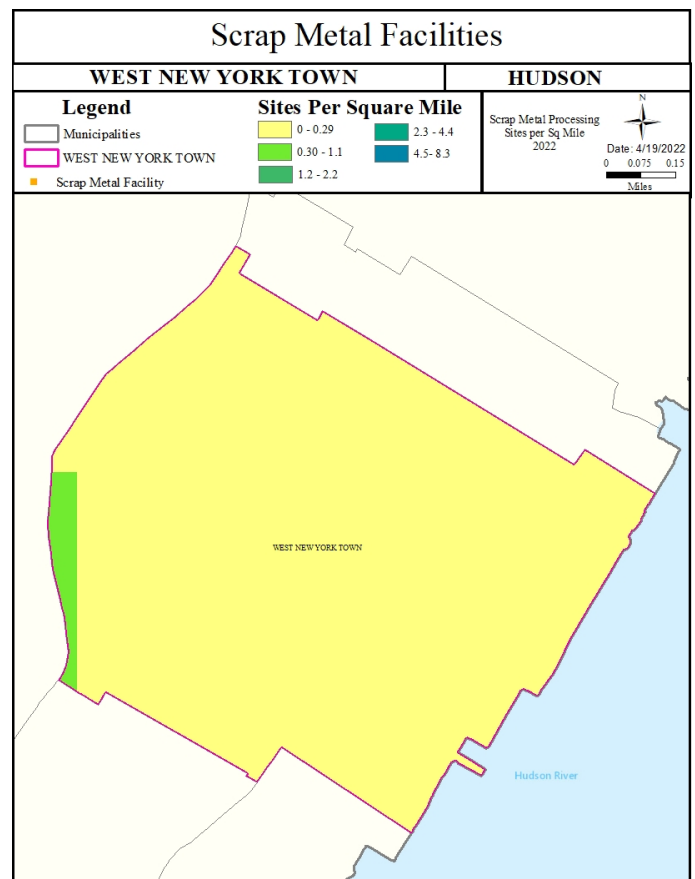 Scrap Metal Facilities
WEST NEW YORK TOWN
HUDSON
Legend
Municipalities
WEST NEW YORK TOWN
Scrap Metal Facility
Sites Per Square Mile
0 - 0.29
0.30 - 1.1
1.2 - 2.2
2.3 - 4.4
4.5- 8.3
Scrap Metal Processing
Sites per Sq Mile
2022
N
Date: 4/19/2022
0 0.075 0.15
Miles
WEST NEW YORK TOWN
Hudson River